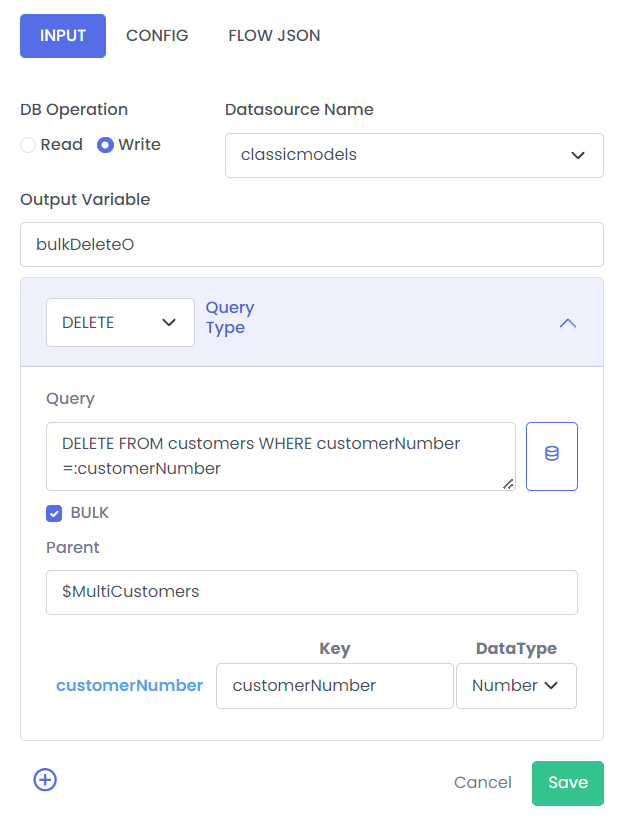 INPUT CONFIG FLOW JSON
DB Operation Datasource Name
Read Write classicmodels
Output Variable
bulkDeleteO
DELETE Query
Type
Query
DELETE FROM customers WHERE customerNumber
=:customerNumber
BULK
Parent
$MultiCustomers
Key DataType
customerNumber customerNumber Number
Cancel Save